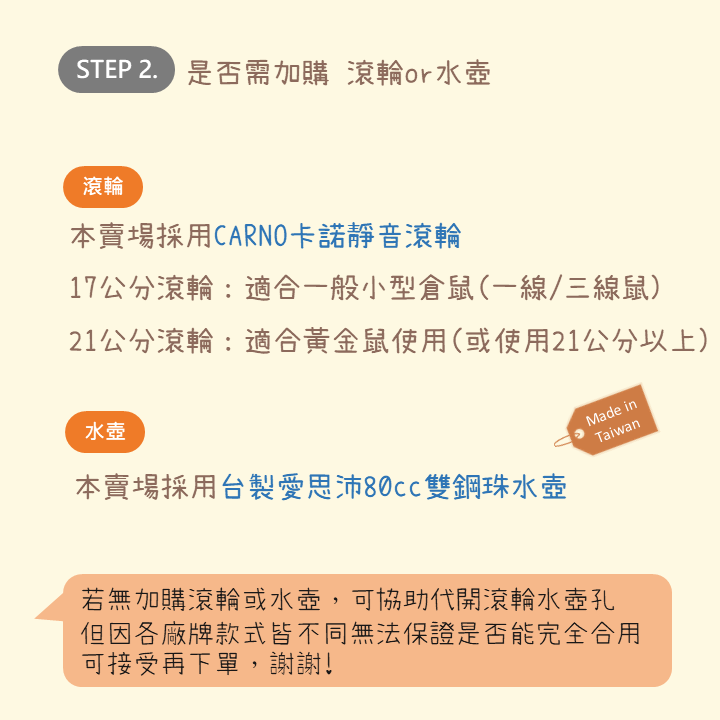 STEP 2. 是否需加購 滾輪or水壺
滾輪
本賣場採用CARNO卡諾靜音滾輪
17公分滾輪：適合一般小型倉鼠(一線/三線鼠)
21公分滾輪：適合黃金鼠使用(或使用21公分以上)
Made in
Taiwan
水壺
本賣場採用台製愛思沛80cc雙鋼珠水壺
若無加購滾輪或水壺，可協助代開滾輪水壺孔
但因各廠牌款式皆不同無法保證是否能完全合用
可接受再下單，謝謝!